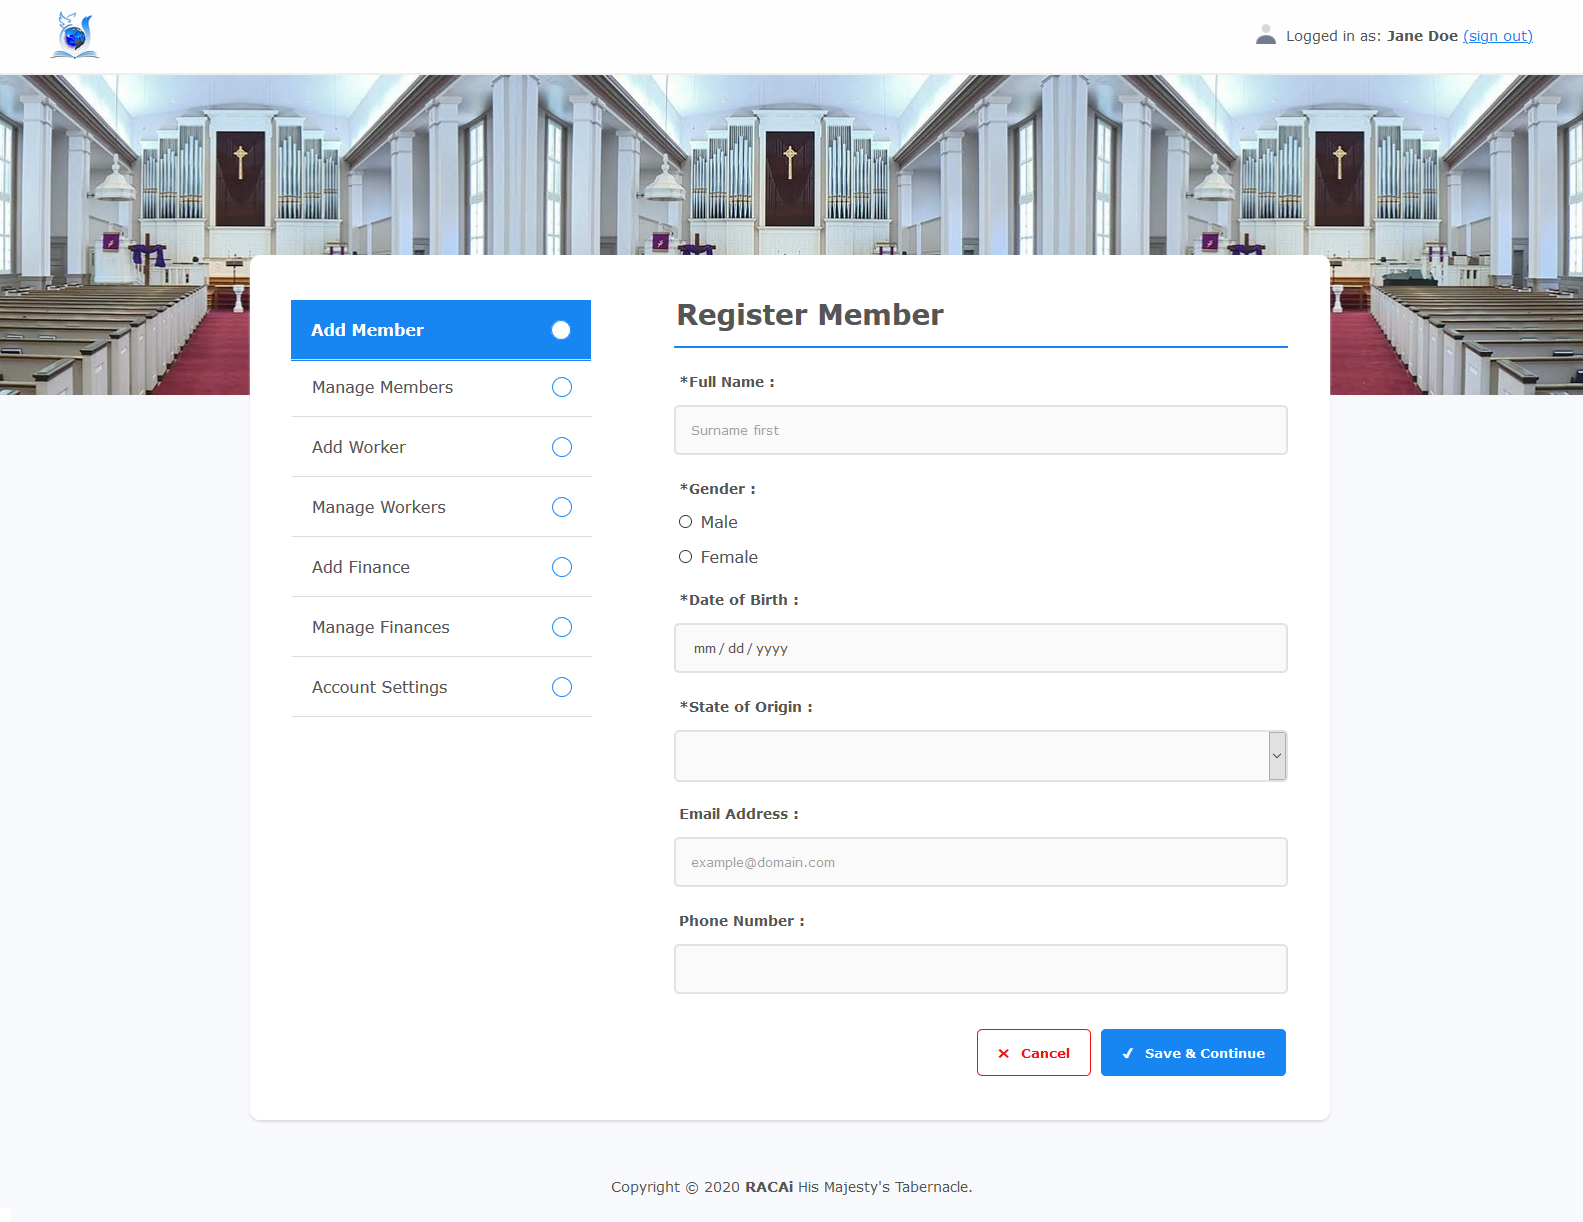 Logged in as: Jane Doe (sign out)
Add Member
Manage Members
Add Worker
Manage Workers
Add Finance
Manage Finances
Account Settings
Register Member
*Full Name :
Surname first
*Gender :
Male
Female
*Date of Birth :
mm / dd / yyyy
*State of Origin :
Email Address :
example@domain.com
Phone Number :
Cancel
Save & Continue
Copyright © 2020 RACAi His Majesty's Tabernacle.